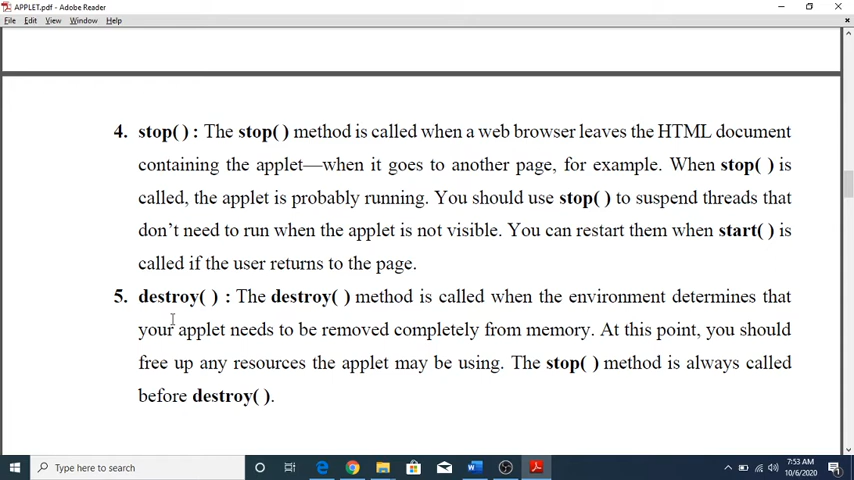 APPLET.pdf - Adobe Reader
File Edit View Window Help
4. stop( ) : The stop( ) method is called when a web browser leaves the HTML document
containing the applet—when it goes to another page, for example. When stop( ) is
called, the applet is probably running. You should use stop( ) to suspend threads that
don’t need to run when the applet is not visible. You can restart them when start( ) is
called if the user returns to the page.
5. destroy( ) : The destroy( ) method is called when the environment determines that
your applet needs to be removed completely from memory. At this point, you should
free up any resources the applet may be using. The stop( ) method is always called
before destroy( ).
Type here to search
7:53 AM
10/6/2020